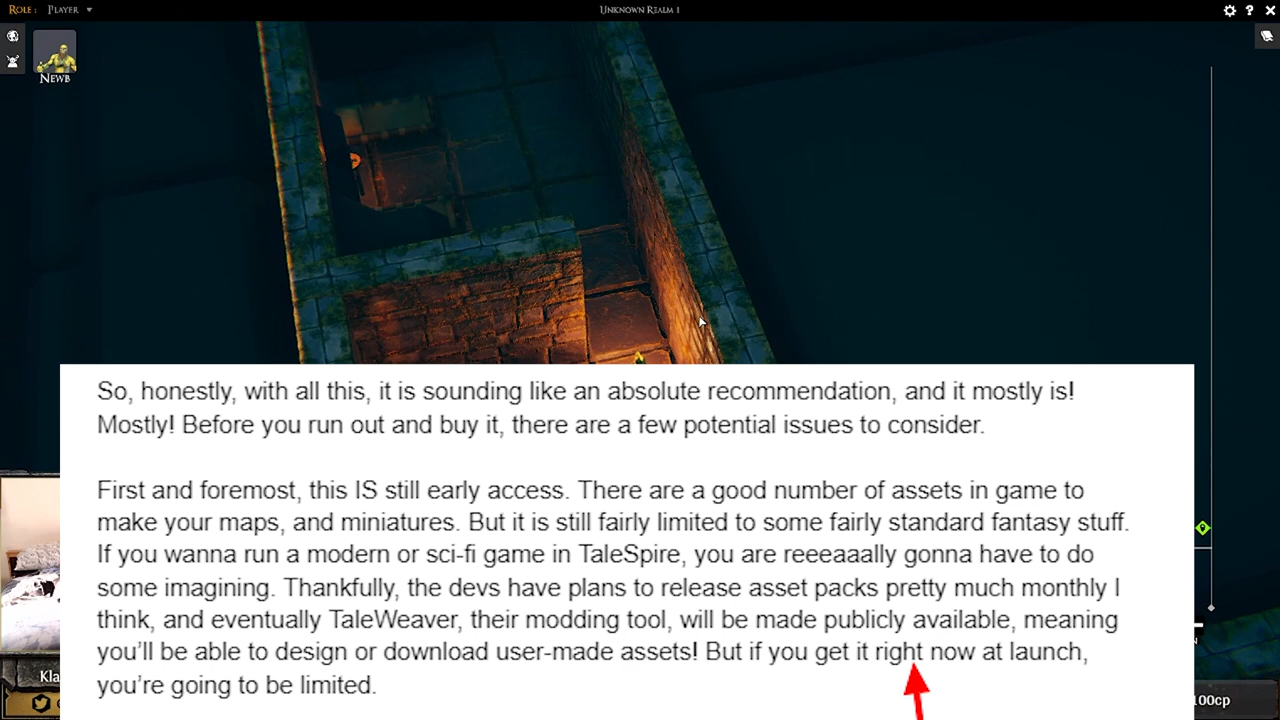 ROLE: PLAYER
UNKNOWN REALM 1
NEWB
So, honestly, with all this, it is sounding like an absolute recommendation, and it mostly is!
Mostly! Before you run out and buy it, there are a few potential issues to consider.
First and foremost, this IS still early access. There are a good number of assets in game to
make your maps, and miniatures. But it is still fairly limited to some fairly standard fantasy stuff.
If you wanna run a modern or sci-fi game in TaleSpire, you are reeeaaally gonna have to do
some imagining. Thankfully, the devs have plans to release asset packs pretty much monthly I
think, and eventually TaleWeaver, their modding tool, will be made publicly available, meaning
you'll be able to design or download user-made assets! But if you get it right now at launch,
you're going to be limited.
Kla
100cp